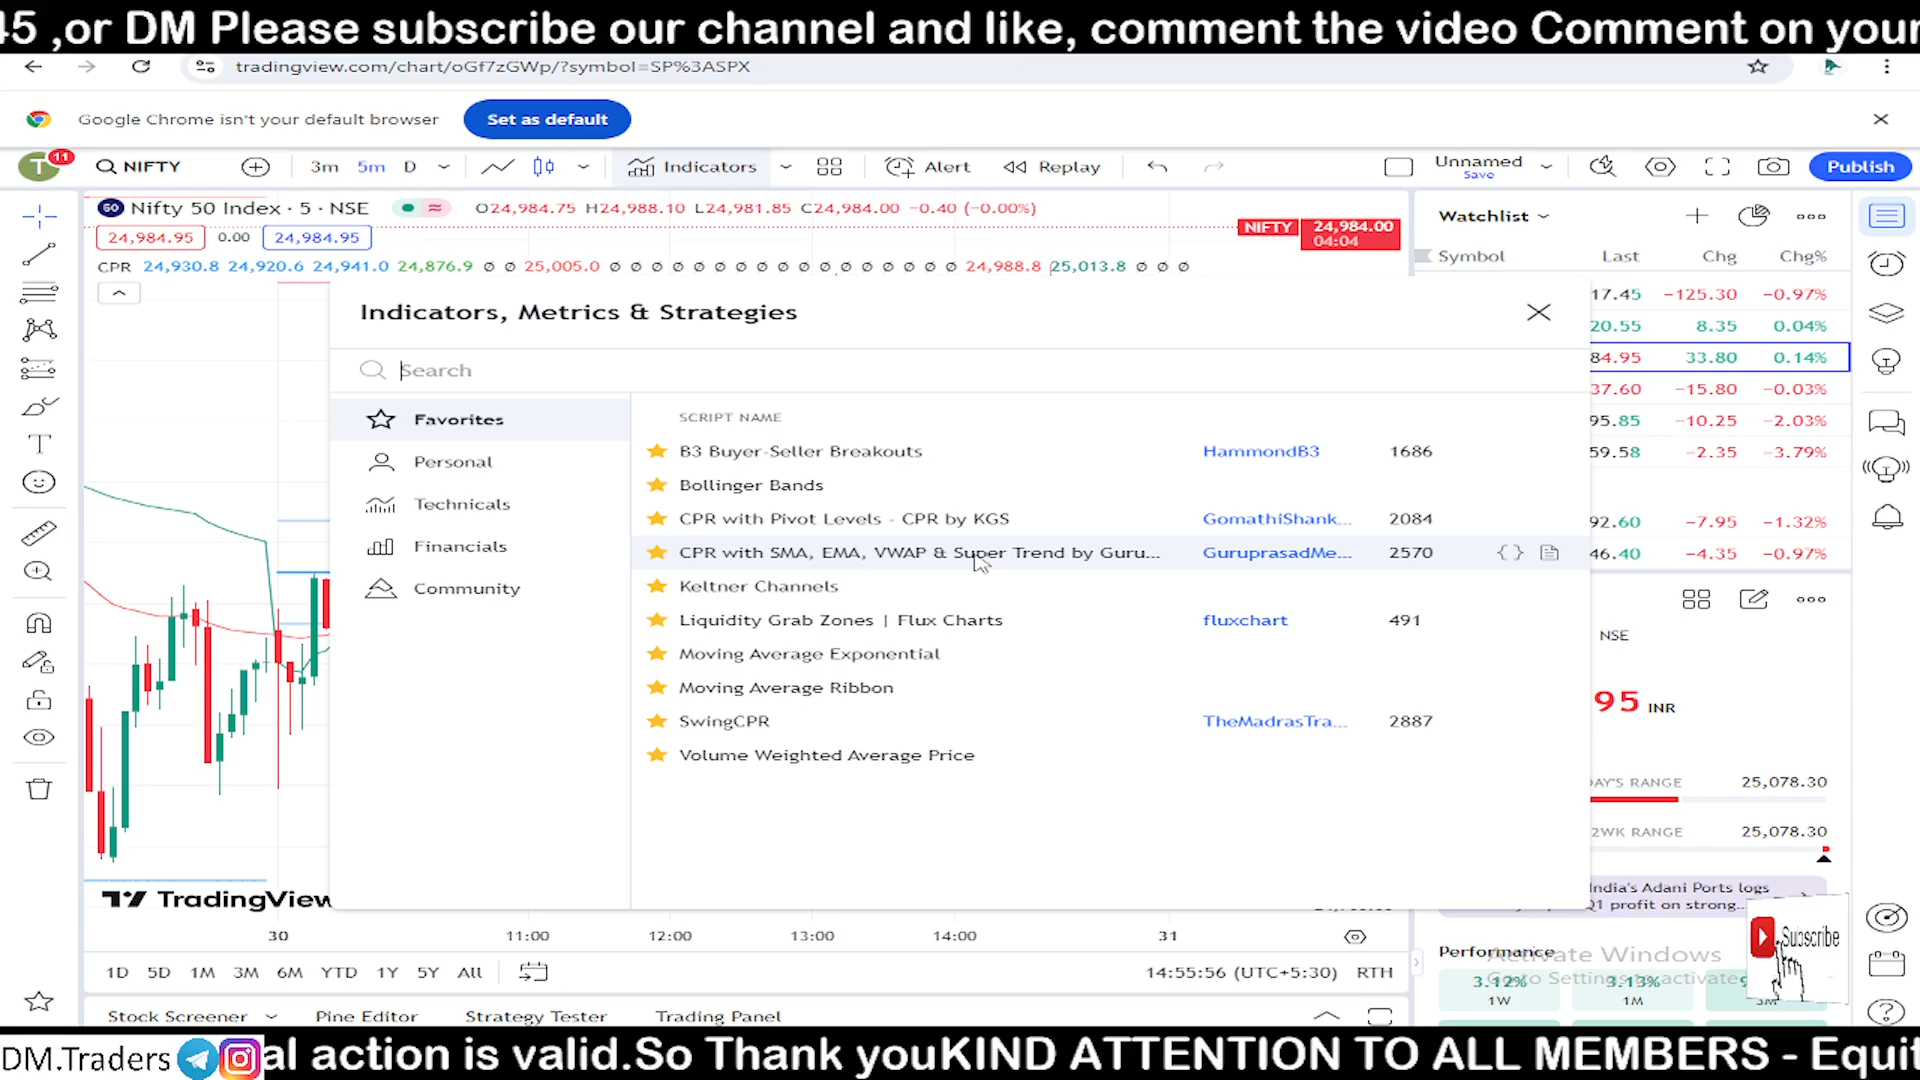 45 ,or DM Please subscribe our channel and like, comment the video Comment on your
tradingview.com/chart/oGf7zGWp/?symbol=SP%3ASPX
Google Chrome isn't your default browser
Set as default
T 11 NIFTY 3m 5m D Indicators Alert Replay Unnamed Save Publish
50 Nifty 50 Index · 5 · NSE O24,984.75 H24,988.10 L24,981.85 C24,984.00 −0.40 (−0.00%)
24,984.95 0.00 24,984.95
NIFTY 24,984.00
04:04
CPR 24,930.8 24,920.6 24,941.0 24,876.9 ∅ ∅ 25,005.0 ∅ ∅ ∅ ∅ ∅ ∅ ∅ ∅ ∅ ∅ ∅ ∅ ∅ ∅ ∅ ∅ ∅ 24,988.8 25,013.8 ∅ ∅ ∅
Watchlist
Symbol Last Chg Chg%
17.45 −125.30 −0.97%
20.55 8.35 0.04%
84.95 33.80 0.14%
37.60 −15.80 −0.03%
95.85 −10.25 −2.03%
59.58 −2.35 −3.79%
92.60 −7.95 −1.32%
46.40 −4.35 −0.97%
Indicators, Metrics & Strategies
Search
Favorites
Personal
Technicals
Financials
Community
SCRIPT NAME
B3 Buyer-Seller Breakouts HammondB3 1686
Bollinger Bands
CPR with Pivot Levels - CPR by KGS GomathiShank... 2084
CPR with SMA, EMA, VWAP & Super Trend by Guru... GuruprasadMe... 2570
Keltner Channels
Liquidity Grab Zones | Flux Charts fluxchart 491
Moving Average Exponential
Moving Average Ribbon
SwingCPR TheMadrasTra... 2887
Volume Weighted Average Price
NSE
95 INR
DAY'S RANGE 25,078.30
2WK RANGE 25,078.30
India's Adani Ports logs
Q1 profit on strong...
Performance
Activate Windows
Go to Settings to activate
3.12% 3.13%
1W 1M 3M
Subscribe
TradingView
30 11:00 12:00 13:00 14:00 31
1D 5D 1M 3M 6M YTD 1Y 5Y All 14:55:56 (UTC+5:30) RTH
Stock Screener Pine Editor Strategy Tester Trading Panel
DM.Traders al action is valid.So Thank youKIND ATTENTION TO ALL MEMBERS - Equit